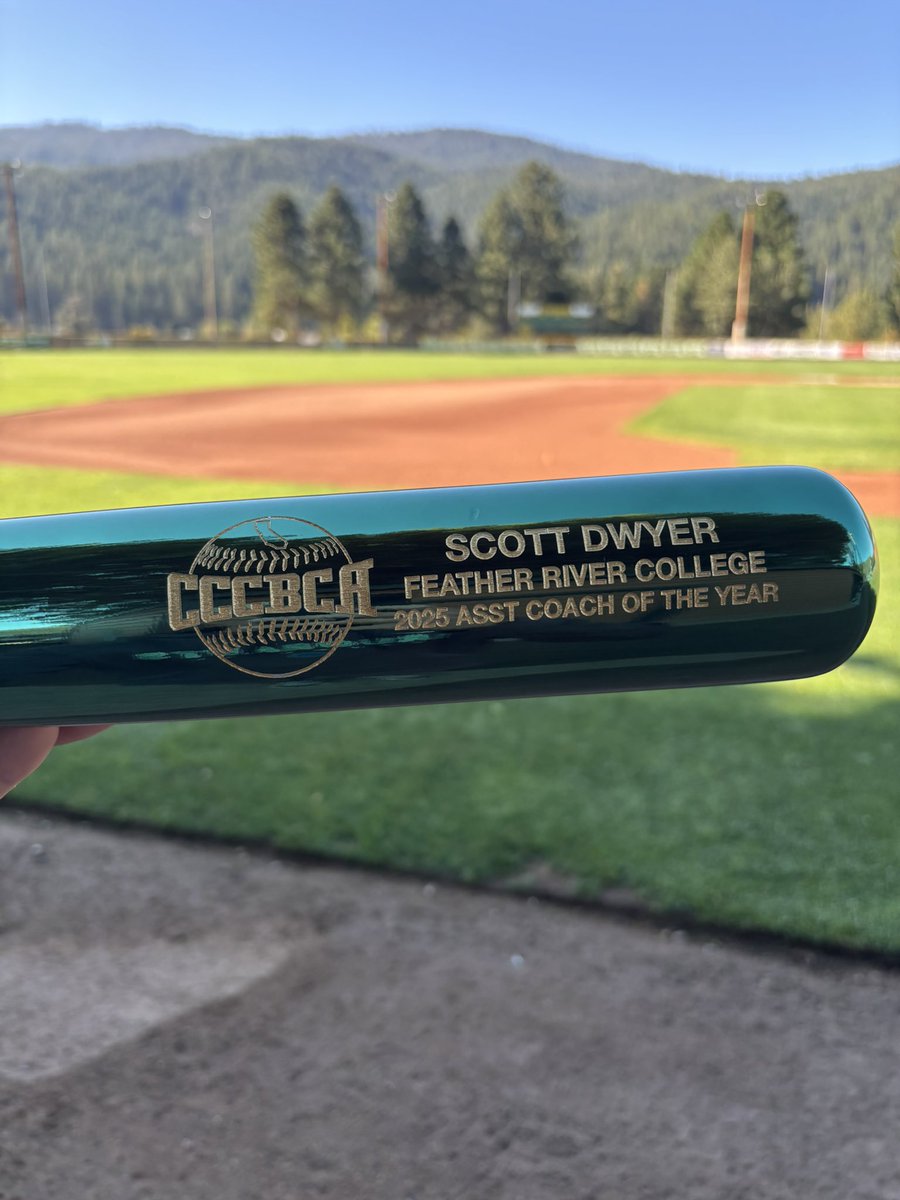 CCCBCA
SCOTT DWYER
FEATHER RIVER COLLEGE
2025 ASST COACH OF THE YEAR